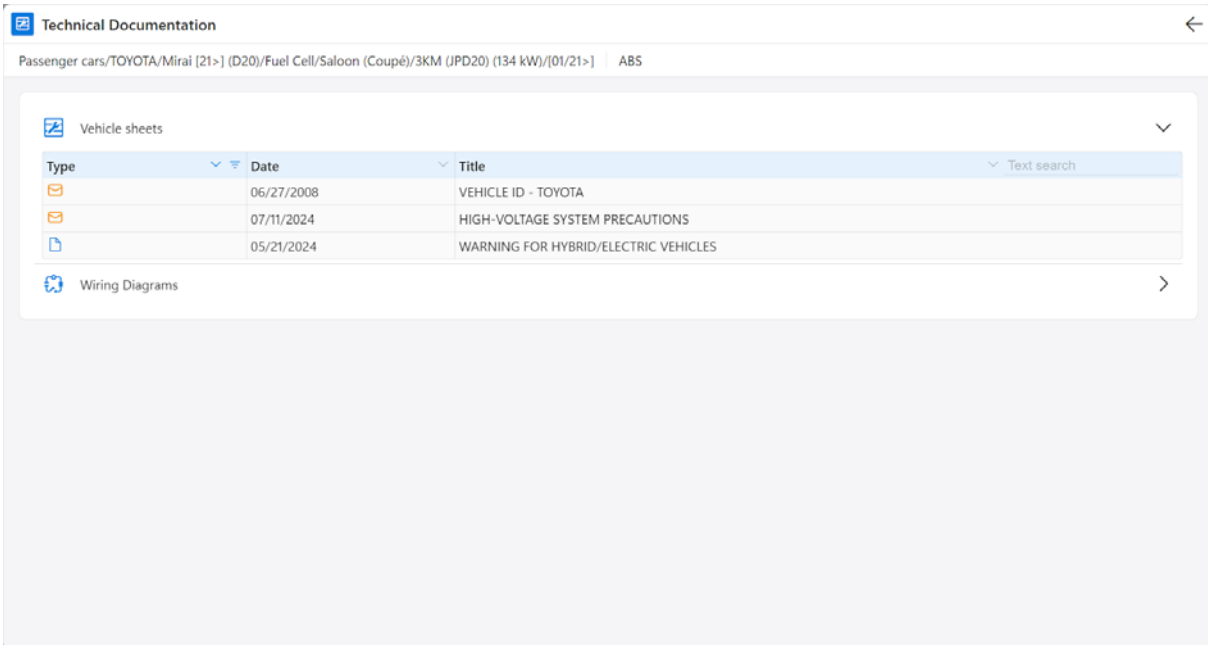 Technical Documentation
Passenger cars/TOYOTA/Mirai [21>] (D20)/Fuel Cell/Saloon (Coupé)/3KM (JPD20) (134 kW)/[01/21>] ABS
Vehicle sheets
Type Date Title Text search
06/27/2008 VEHICLE ID - TOYOTA
07/11/2024 HIGH-VOLTAGE SYSTEM PRECAUTIONS
05/21/2024 WARNING FOR HYBRID/ELECTRIC VEHICLES
Wiring Diagrams